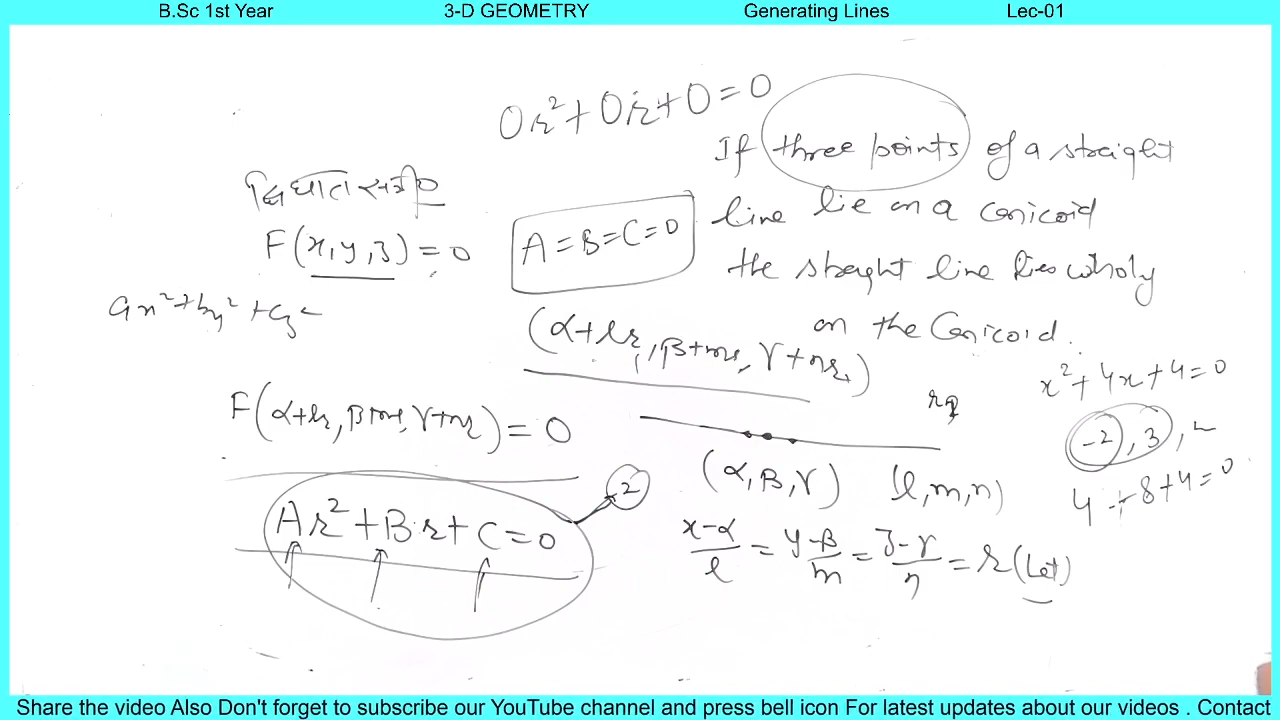 B.Sc 1st Year 3-D GEOMETRY Generating Lines Lec-01
0r²+0r+0=0
If three points of a straight
line lie on a Conicoid
the straight line lies wholy
on the Conicoid.
F(x,y,z)=0
A=B=C=0
ax²+by²+cz²
(α+lr,β+mr,γ+nr)
x²+4x+4=0
F(α+lr,β+mr,γ+nr)=0
-2,3,
4-8+4=0
(α,β,γ) (l,m,n)
Ar²+Br+C=0
2
x-α/l = y-β/m = z-γ/n = r (Let)
Share the video Also Don't forget to subscribe our YouTube channel and press bell icon For latest updates about our videos . Contact